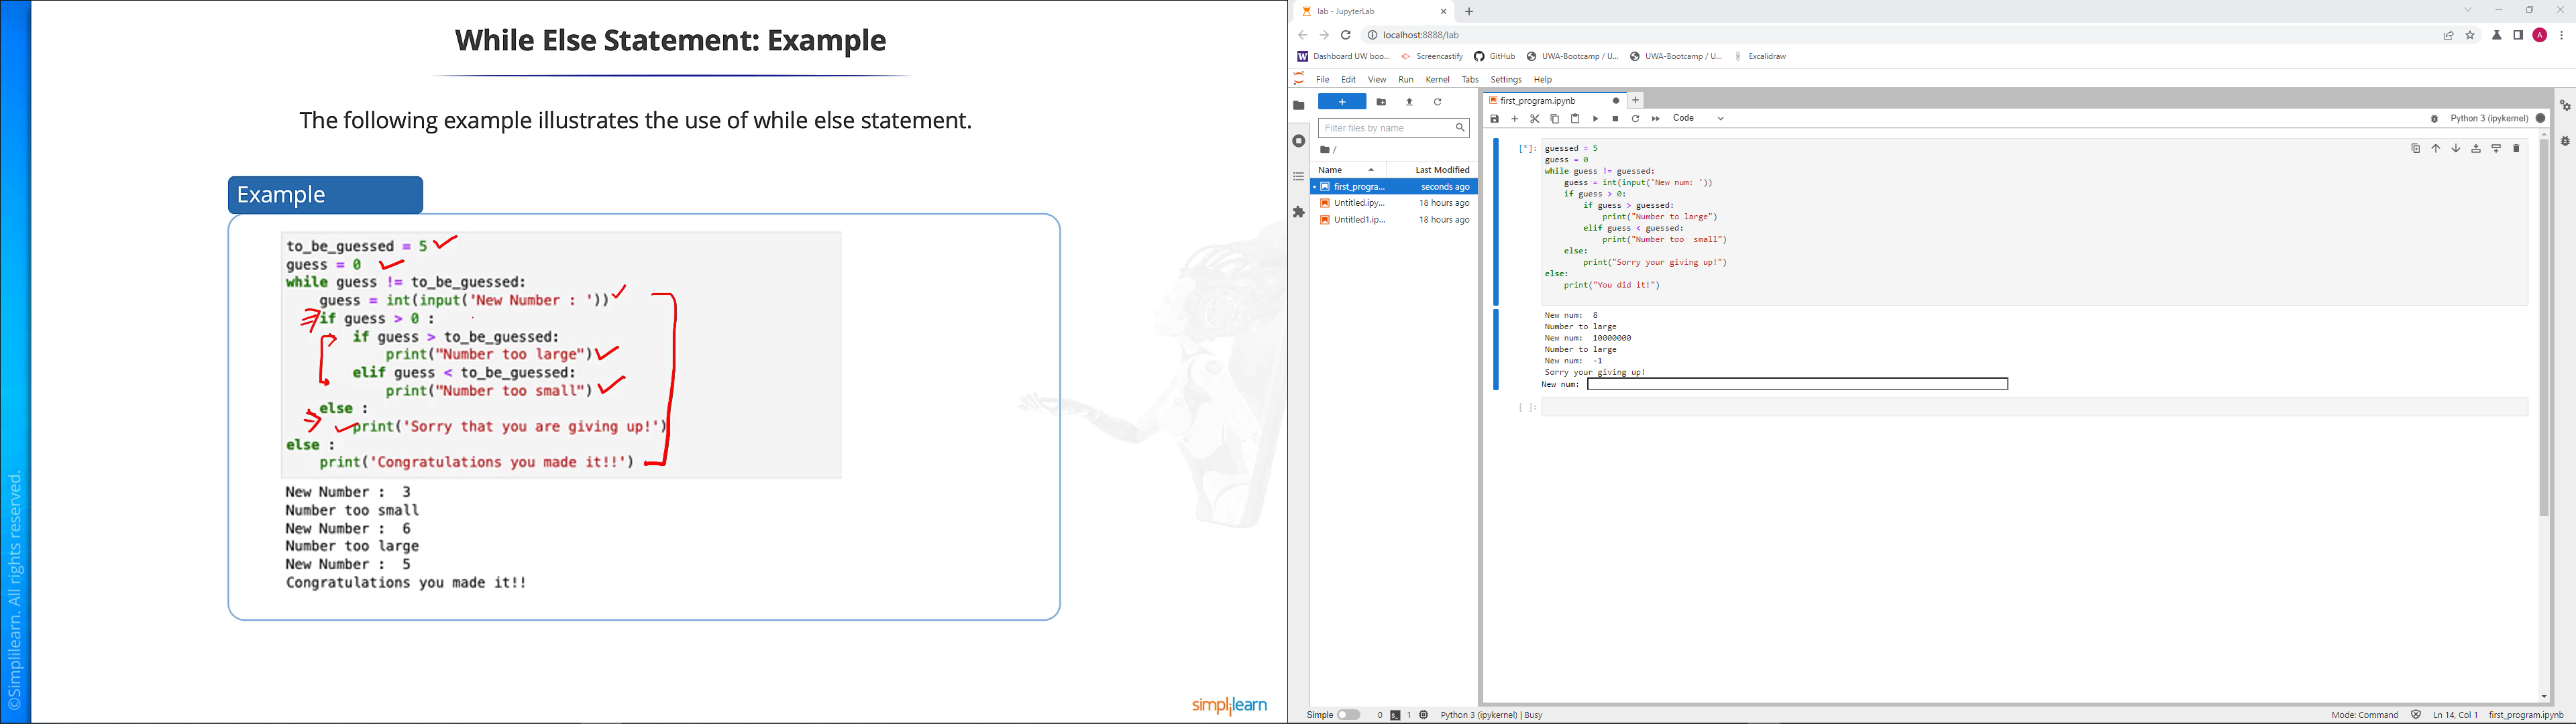 While Else Statement: Example
The following example illustrates the use of while else statement.
Example
to_be_guessed = 5
guess = 0
while guess != to_be_guessed:
    guess = int(input('New Number : '))
    if guess > 0 :
        if guess > to_be_guessed:
            print("Number too large")
        elif guess < to_be_guessed:
            print("Number too small")
    else :
        print('Sorry that you are giving up!')
else :
    print('Congratulations you made it!!')
New Number :  3
Number too small
New Number :  6
Number too large
New Number :  5
Congratulations you made it!!
©Simplilearn. All rights reserved.
simplilearn
lab - JupyterLab
localhost:8888/lab
Dashboard UW boo... Screencastify GitHub UWA-Bootcamp / U... UWA-Bootcamp / U... Excalidraw
File Edit View Run Kernel Tabs Settings Help
Filter files by name
/
Name Last Modified
first_progra... seconds ago
Untitled.ipy... 18 hours ago
Untitled1.ip... 18 hours ago
first_program.ipynb
Code
Python 3 (ipykernel)
[*]:
guessed = 5
guess = 0
while guess != guessed:
    guess = int(input('New num: '))
    if guess > 0:
        if guess > guessed:
            print("Number to large")
        elif guess < guessed:
            print("Number too  small")
    else:
        print("Sorry your giving up!")
else:
    print("You did it!")
New num:  8
Number to large
New num:  10000000
Number to large
New num:  -1
Sorry your giving up!
New num:
[ ]:
Simple 0 1 Python 3 (ipykernel) | Busy
Mode: Command Ln 14, Col 1 first_program.ipynb